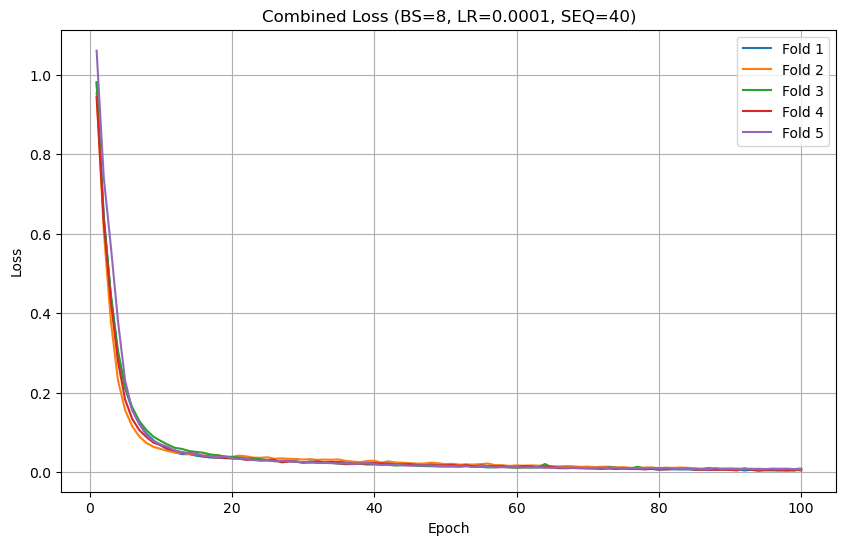 Combined Loss (BS=8, LR=0.0001, SEQ=40)
Fold 1
Fold 2
Fold 3
Fold 4
Fold 5
1.0
0.8
0.6
0.4
0.2
0.0
Loss
0 20 40 60 80 100
Epoch